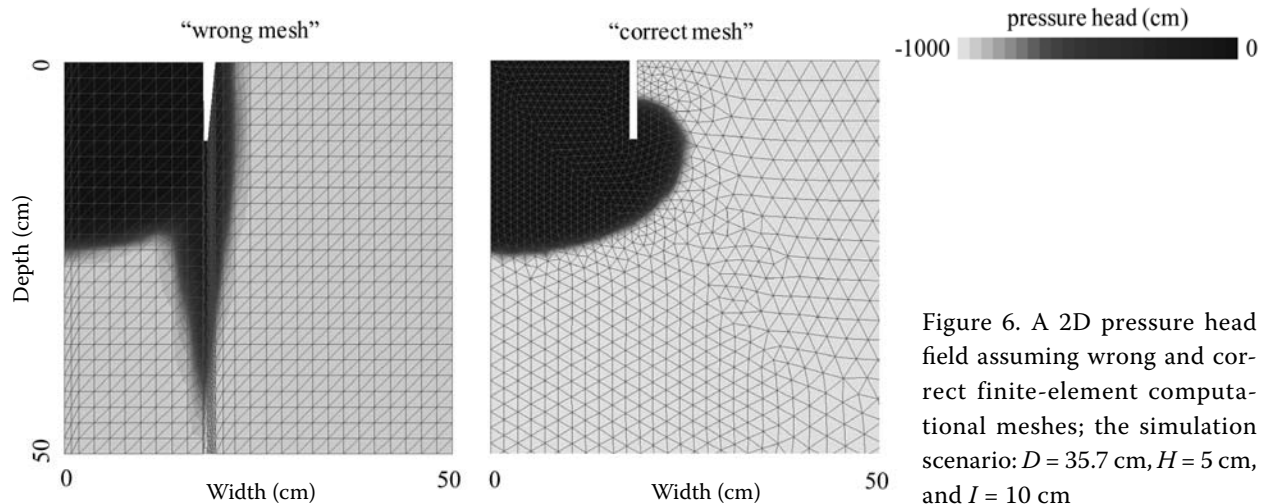 “wrong mesh”
“correct mesh”
pressure head (cm)
-1000
0
0
Depth (cm)
50
0
Width (cm)
50
0
Width (cm)
50
Figure 6. A 2D pressure head
field assuming wrong and cor-
rect finite-element computa-
tional meshes; the simulation
scenario: D = 35.7 cm, H = 5 cm,
and I = 10 cm